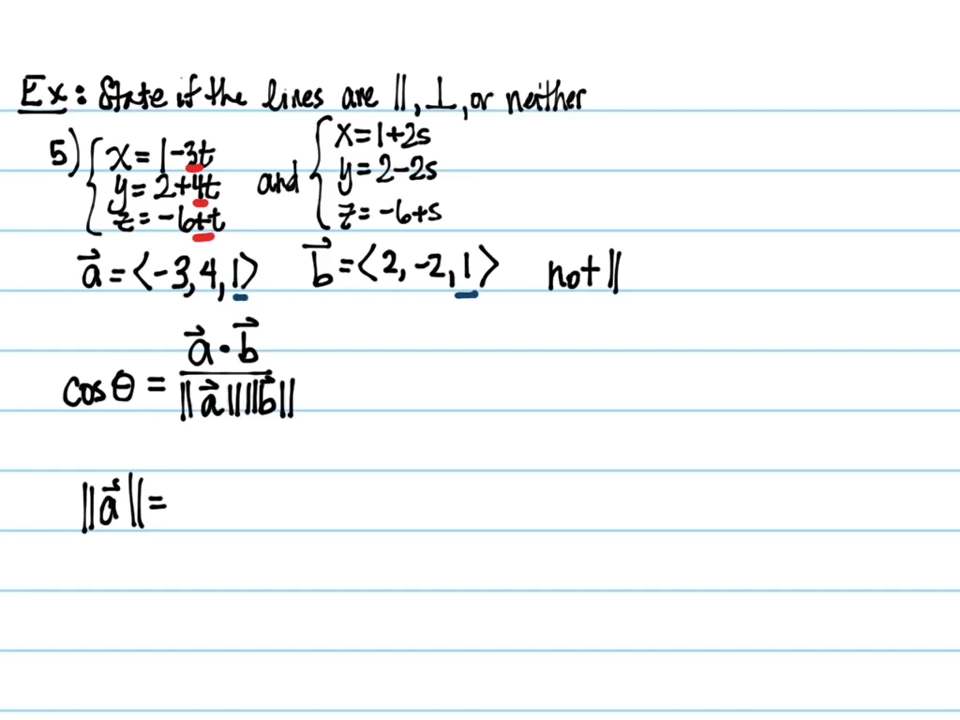 Ex: State if the lines are ∥, ⊥, or neither
5) { x = 1-3t
y = 2+4t
z = -6+t
and
{ x = 1+2s
y = 2-2s
z = -6+s
a⃗ = ⟨-3, 4, 1⟩ b⃗ = ⟨2, -2, 1⟩ not ∥
cos θ = a⃗ · b⃗ / ||a⃗|| ||b⃗||
||a⃗|| =